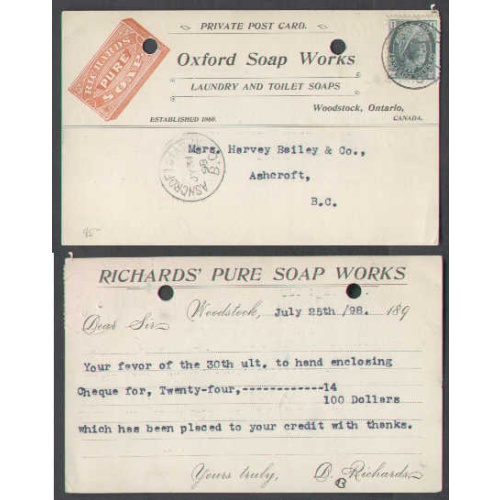 PRIVATE POST CARD.
RICHARDS'
PURE
SOAP
Oxford Soap Works
LAUNDRY AND TOILET SOAPS
Woodstock, Ontario,
ESTABLISHED
CANADA.
Mers. Harvey Bailey & Co.,
Ashcroft,
B.C.
ASHCROFT
B.C.
95-
RICHARDS' PURE SOAP WORKS
Woodstock, July 25th /98. 189
Dear Sir
Your favor of the 30th ult. to hand enclosing
Cheque for, Twenty-four,------------14
100 Dollars
which has been placed to your credit with thanks.
Yours truly, D. Richards